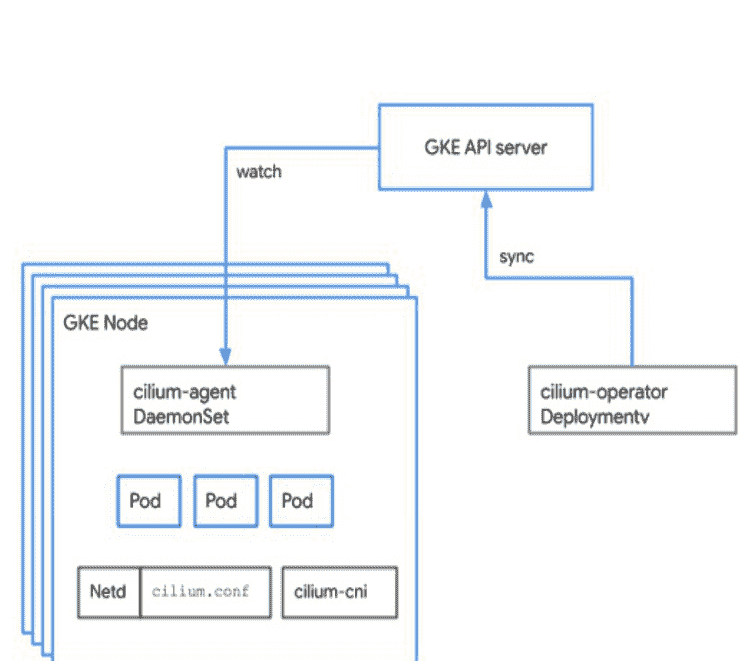 GKE API server
watch
sync
GKE Node
cilium-agent
DaemonSet
cilium-operator
Deploymentv
Pod
Pod
Pod
Netd
cilium.conf
cilium-cni